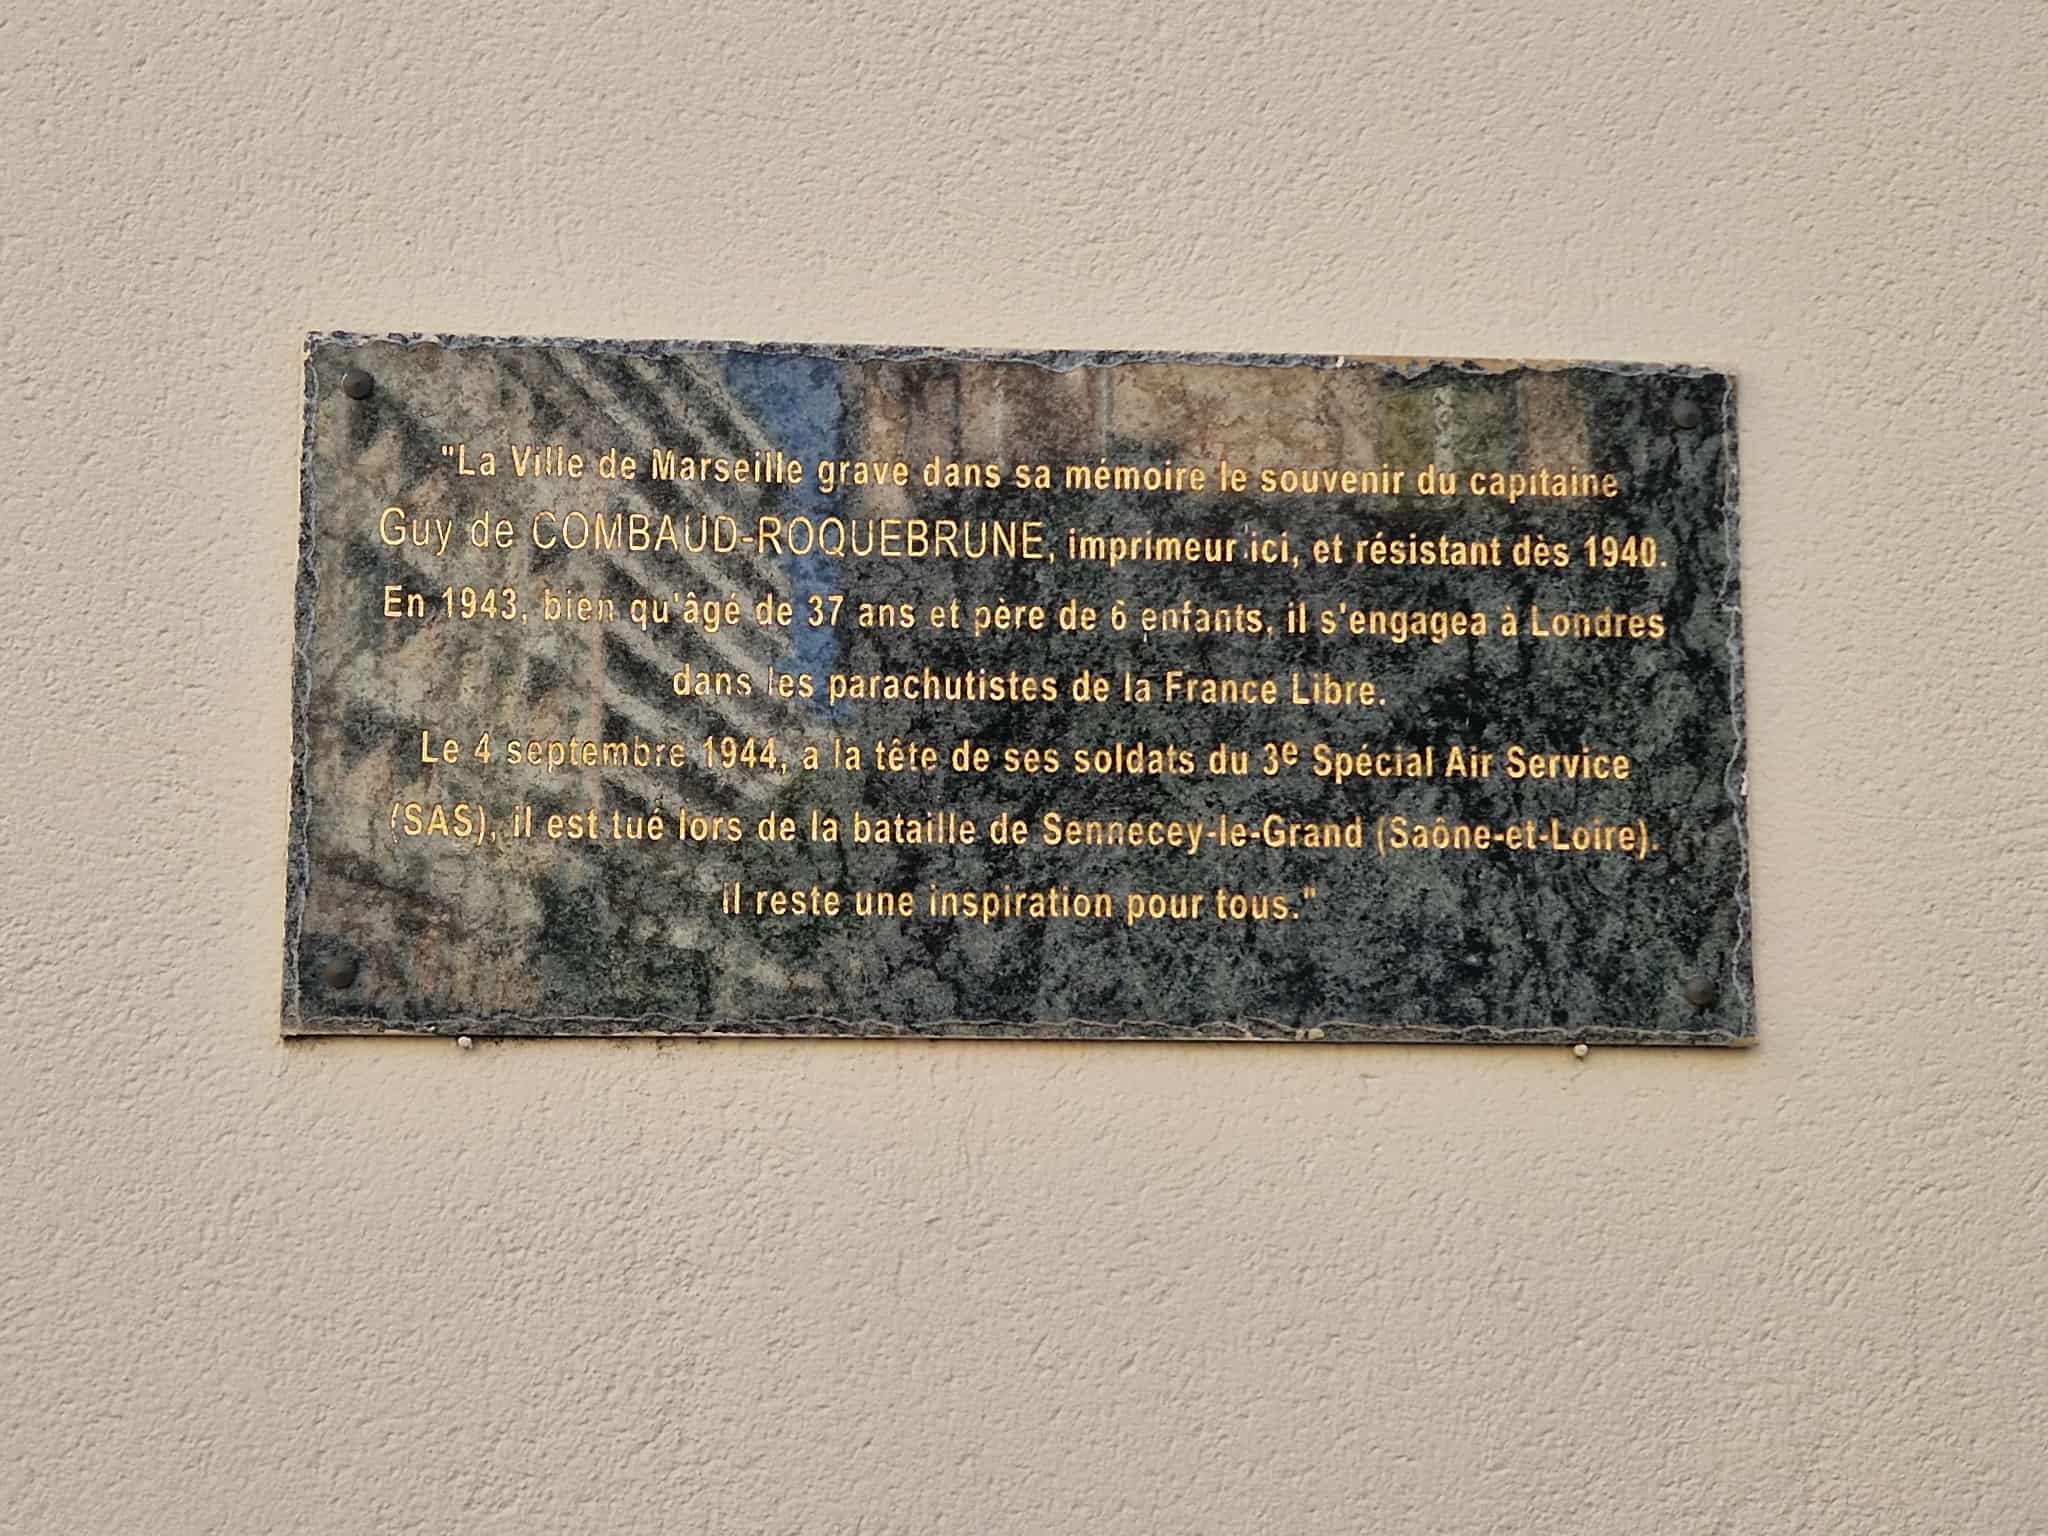 "La Ville de Marseille grave dans sa mémoire le souvenir du capitaine
Guy de COMBAUD-ROQUEBRUNE, imprimeur ici, et résistant dès 1940.
En 1943, bien qu'âgé de 37 ans et père de 6 enfants, il s'engagea à Londres
dans les parachutistes de la France Libre.
Le 4 septembre 1944, a la tête de ses soldats du 3e Spécial Air Service
(SAS), il est tué lors de la bataille de Sennecey-le-Grand (Saône-et-Loire).
il reste une inspiration pour tous."